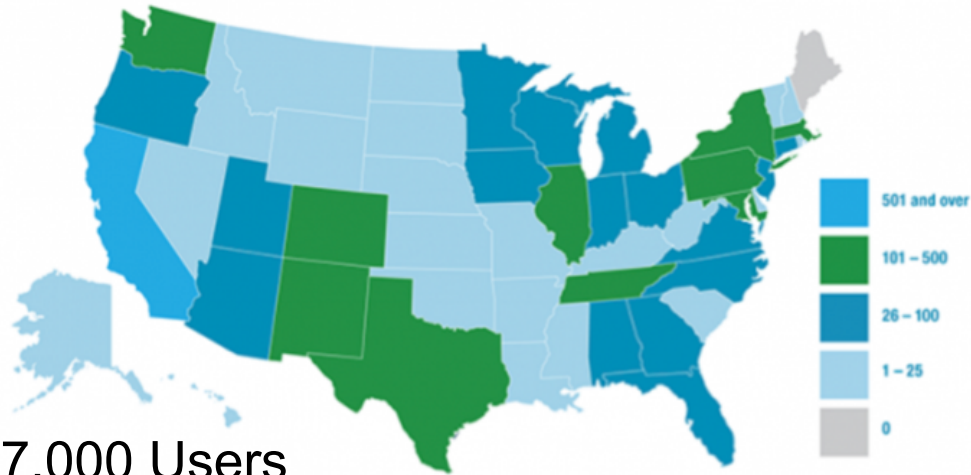 501 and over
101 – 500
26 – 100
1 – 25
0
7,000 Users